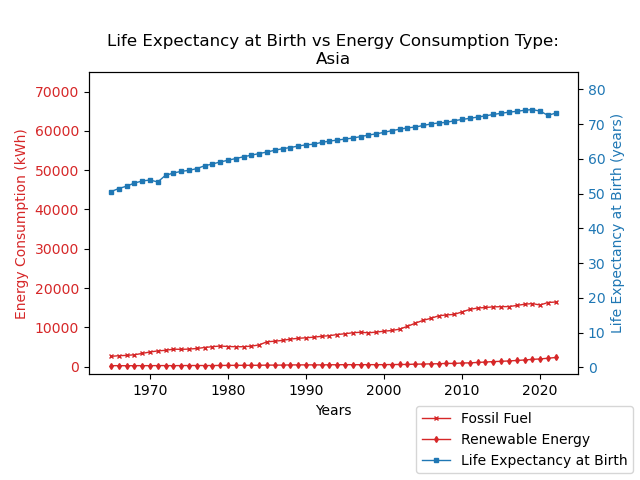 Life Expectancy at Birth vs Energy Consumption Type:
Asia
70000
60000
50000
40000
30000
20000
10000
0
Energy Consumption (kWh)
80
70
60
50
40
30
20
10
0
Life Expectancy at Birth (years)
1970 1980 1990 2000 2010 2020
Years
Fossil Fuel
Renewable Energy
Life Expectancy at Birth